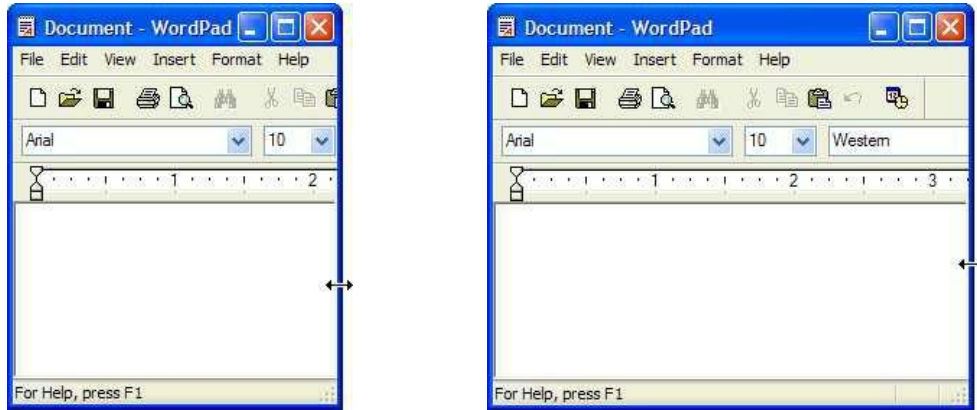 Document - WordPad
File Edit View Insert Format Help
Arial 10
1 2
For Help, press F1
Document - WordPad
File Edit View Insert Format Help
Arial 10 Western
1 2 3
For Help, press F1